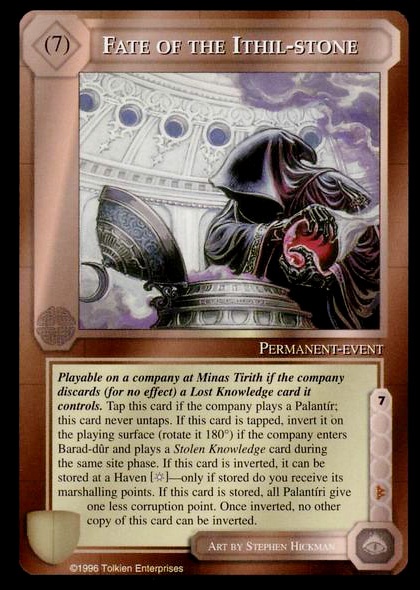 (7)
FATE OF THE ITHIL-STONE
PERMANENT-EVENT
Playable on a company at Minas Tirith if the company
discards (for no effect) a Lost Knowledge card it
controls. Tap this card if the company plays a Palantír;
this card never untaps. If this card is tapped, invert it on
the playing surface (rotate it 180°) if the company enters
Barad-dûr and plays a Stolen Knowledge card during
the same site phase. If this card is inverted, it can be
stored at a Haven [☼]—only if stored do you receive its
marshalling points. If this card is stored, all Palantíri give
one less corruption point. Once inverted, no other
copy of this card can be inverted.
7
ART BY STEPHEN HICKMAN
©1996 Tolkien Enterprises